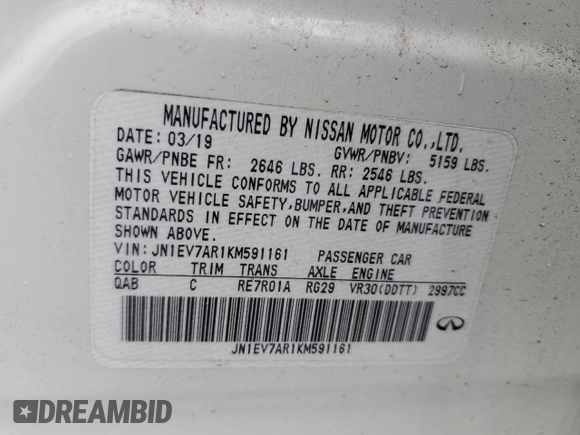 MANUFACTURED BY NISSAN MOTOR CO.,LTD.
DATE: 03/19 GVWR/PNBV: 5159 LBS.
GAWR/PNBE FR: 2646 LBS. RR: 2546 LBS.
THIS VEHICLE CONFORMS TO ALL APPLICABLE FEDERAL
MOTOR VEHICLE SAFETY,BUMPER,AND THEFT PREVENTION
STANDARDS IN EFFECT ON THE DATE OF MANUFACTURE
SHOWN ABOVE.
VIN: JN1EV7AR1KM591161 PASSENGER CAR
COLOR TRIM TRANS AXLE ENGINE
QAB C RE7R01A RG29 VR30(DDTT) 2997CC
JN1EV7AR1KM591161
DREAMBID